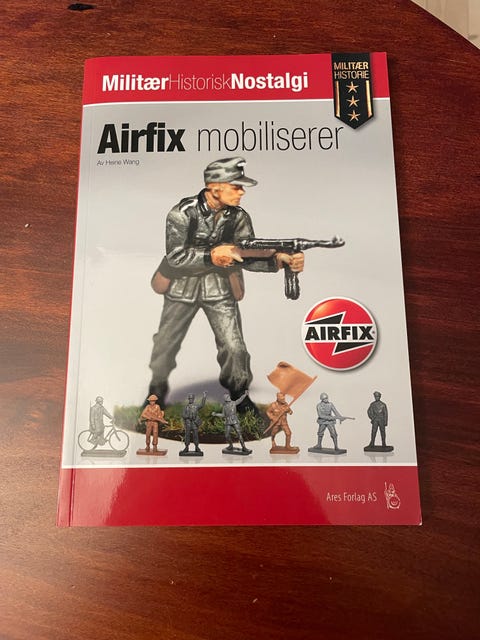 MilitærHistoriskNostalgi
MILITÆR
HISTORIE
Airfix mobiliserer
Av Heine Wang
AIRFIX
Ares Forlag AS